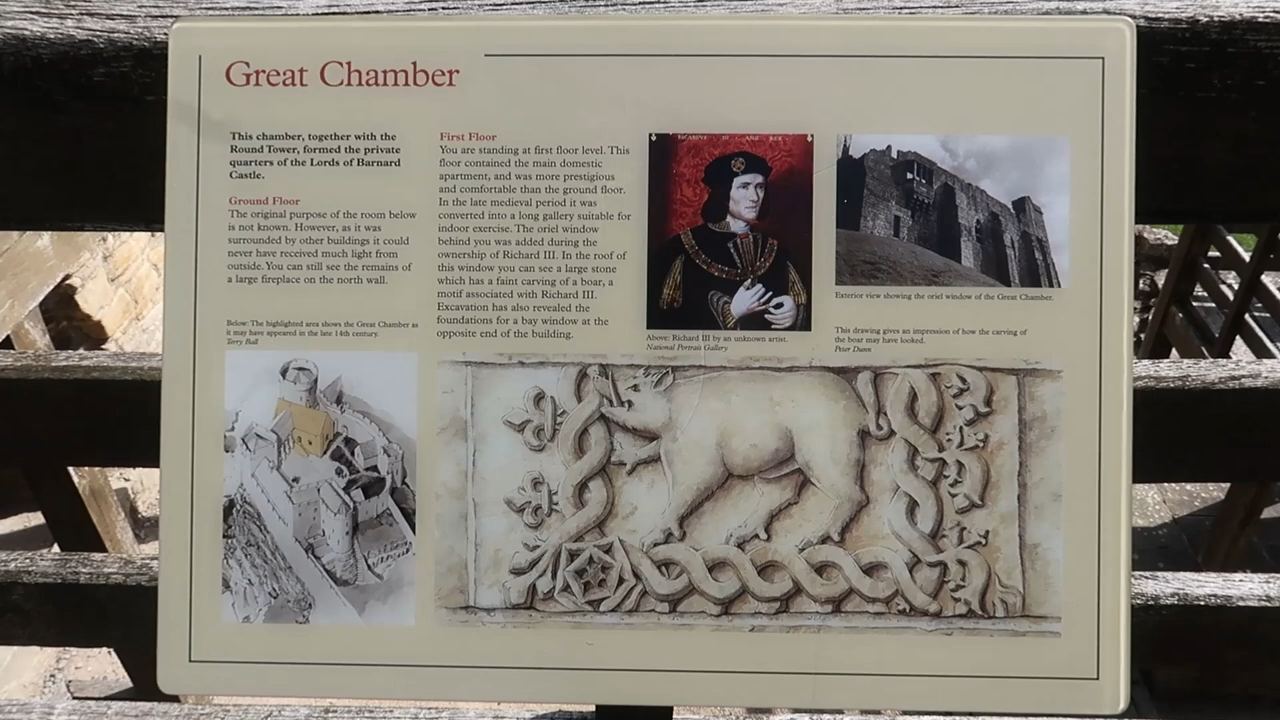 Great Chamber
This chamber, together with the
Round Tower, formed the private
quarters of the Lords of Barnard
Castle.
Ground Floor
The original purpose of the room below
is not known. However, as it was
surrounded by other buildings it could
never have received much light from
outside. You can still see the remains of
a large fireplace on the north wall.
Below: The highlighted area shows the Great Chamber as
it may have appeared in the late 14th century.
Terry Ball
First Floor
You are standing at first floor level. This
floor contained the main domestic
apartment, and was more prestigious
and comfortable than the ground floor.
In the late medieval period it was
converted into a long gallery suitable for
indoor exercise. The oriel window
behind you was added during the
ownership of Richard III. In the roof of
this window you can see a large stone
which has a faint carving of a boar, a
motif associated with Richard III.
Excavation has also revealed the
foundations for a bay window at the
opposite end of the building.
Above: Richard III by an unknown artist.
National Portrait Gallery
Exterior view showing the oriel window of the Great Chamber.
This drawing gives an impression of how the carving of
the boar may have looked.
Peter Dunn